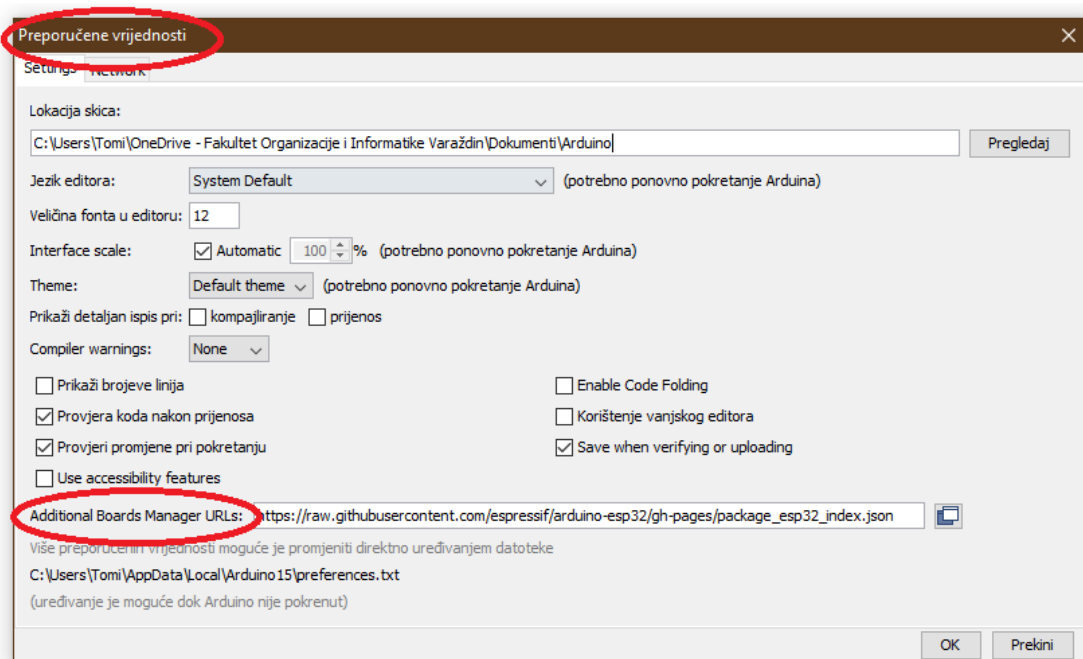 Preporučene vrijednosti
Settings Network
Lokacija skica:
C:\Users\Tomi\OneDrive - Fakultet Organizacije i Informatike Varaždin\Dokumenti\Arduino Pregledaj
Jezik editora: System Default (potrebno ponovno pokretanje Arduina)
Veličina fonta u editoru: 12
Interface scale: Automatic 100 % (potrebno ponovno pokretanje Arduina)
Theme: Default theme (potrebno ponovno pokretanje Arduina)
Prikaži detaljan ispis pri: kompajliranje prijenos
Compiler warnings: None
Prikaži brojeve linija Enable Code Folding
Provjera koda nakon prijenosa Korištenje vanjskog editora
Provjeri promjene pri pokretanju Save when verifying or uploading
Use accessibility features
Additional Boards Manager URLs: https://raw.githubusercontent.com/espressif/arduino-esp32/gh-pages/package_esp32_index.json
Više preporučenih vrijednosti moguće je promjeniti direktno uređivanjem datoteke
C:\Users\Tomi\AppData\Local\Arduino15\preferences.txt
(uređivanje je moguće dok Arduino nije pokrenut)
OK Prekini